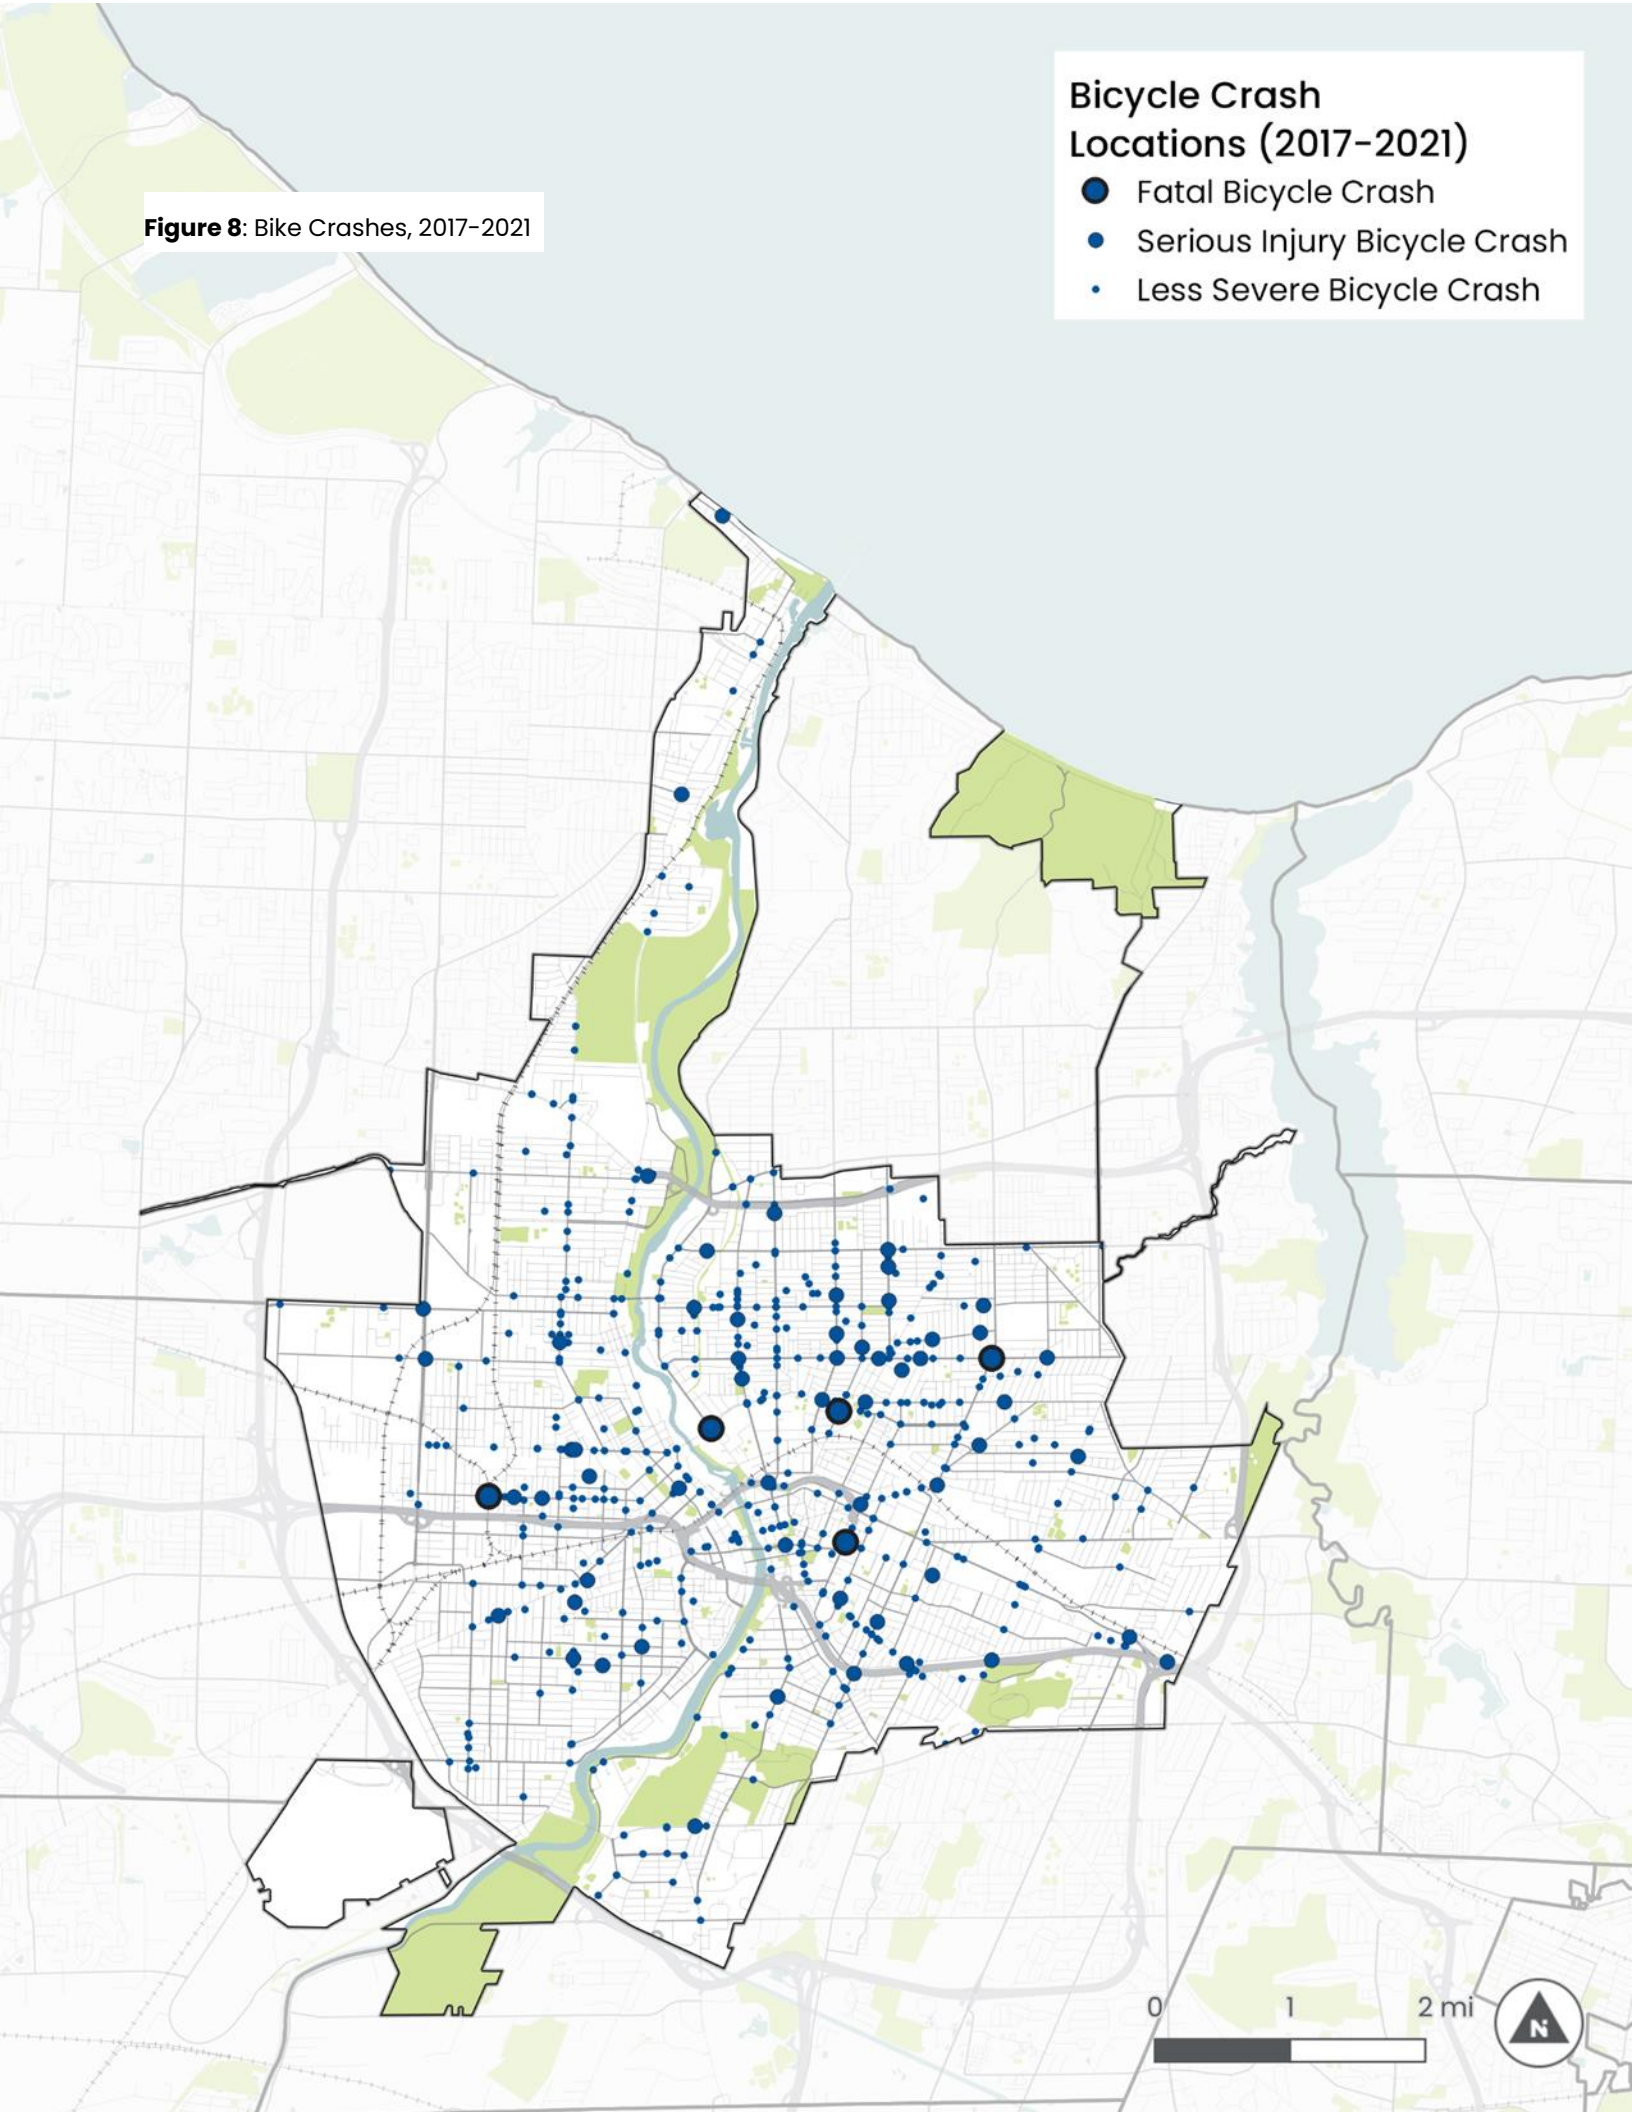 Bicycle Crash
Locations (2017-2021)
Fatal Bicycle Crash
Serious Injury Bicycle Crash
Less Severe Bicycle Crash
Figure 8: Bike Crashes, 2017-2021
0 1 2 mi
N